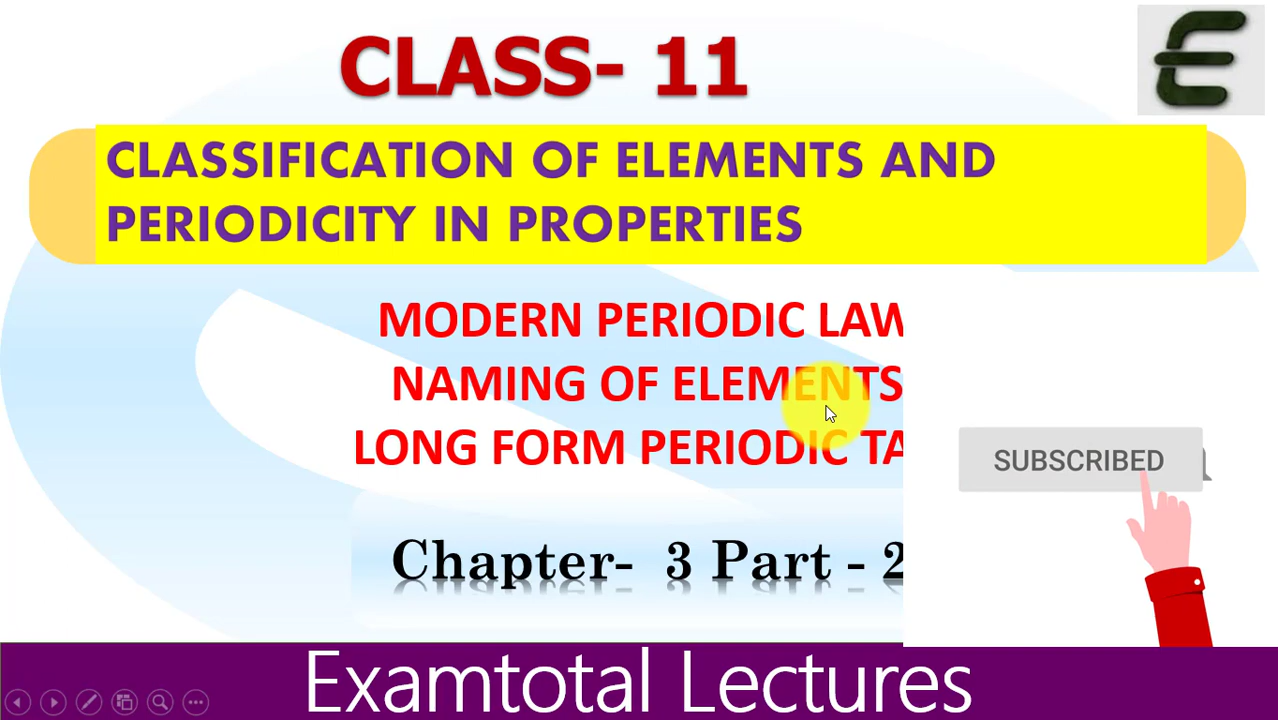 CLASS- 11
CLASSIFICATION OF ELEMENTS AND
PERIODICITY IN PROPERTIES
MODERN PERIODIC LAW
NAMING OF ELEMENTS
LONG FORM PERIODIC TA
SUBSCRIBED
Chapter- 3 Part - 2
Examtotal Lectures